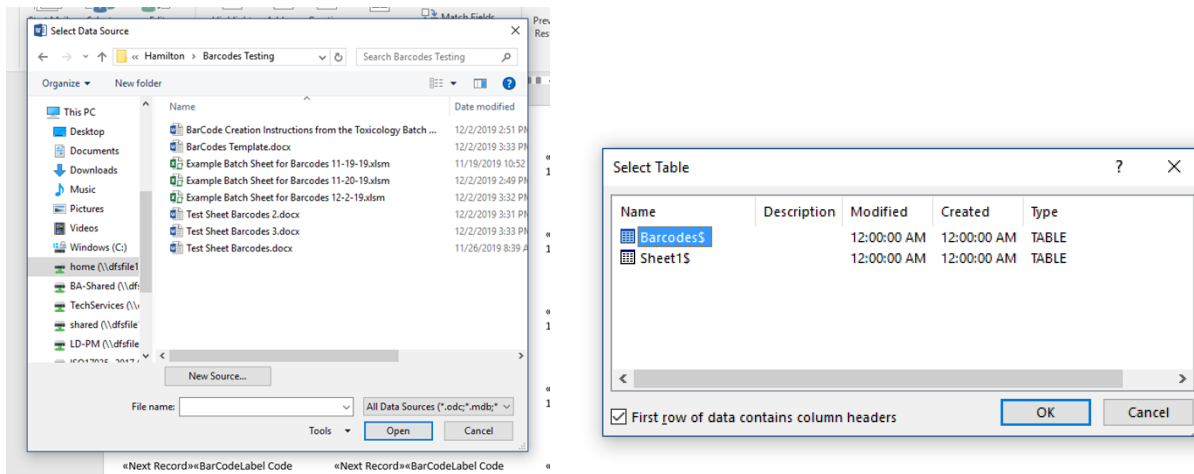 Match Fields
Prev
Res
Select Data Source
« Hamilton › Barcodes Testing
Search Barcodes Testing
Organize
New folder
This PC
Desktop
Documents
Downloads
Music
Pictures
Videos
Windows (C:)
home (\\dfsfile1
BA-Shared (\\dfs
TechServices (\\
shared (\\dfsfile
LD-PM (\\dfsfile
Name Date modified
BarCode Creation Instructions from the Toxicology Batch ... 12/2/2019 2:51 PM
BarCodes Template.docx 12/2/2019 3:33 PM
Example Batch Sheet for Barcodes 11-19-19.xlsm 11/19/2019 10:52
Example Batch Sheet for Barcodes 11-20-19.xlsm 12/2/2019 2:49 PM
Example Batch Sheet for Barcodes 12-2-19.xlsm 12/2/2019 3:32 PM
Test Sheet Barcodes 2.docx 12/2/2019 3:31 PM
Test Sheet Barcodes 3.docx 12/2/2019 3:33 PM
Test Sheet Barcodes.docx 11/26/2019 8:39 A
New Source...
File name:
All Data Sources (*.odc;*.mdb;*
Tools
Open
Cancel
«Next Record»«BarCodeLabel Code «Next Record»«BarCodeLabel Code
Select Table
?
Name Description Modified Created Type
Barcodes$ 12:00:00 AM 12:00:00 AM TABLE
Sheet1$ 12:00:00 AM 12:00:00 AM TABLE
First row of data contains column headers
OK
Cancel